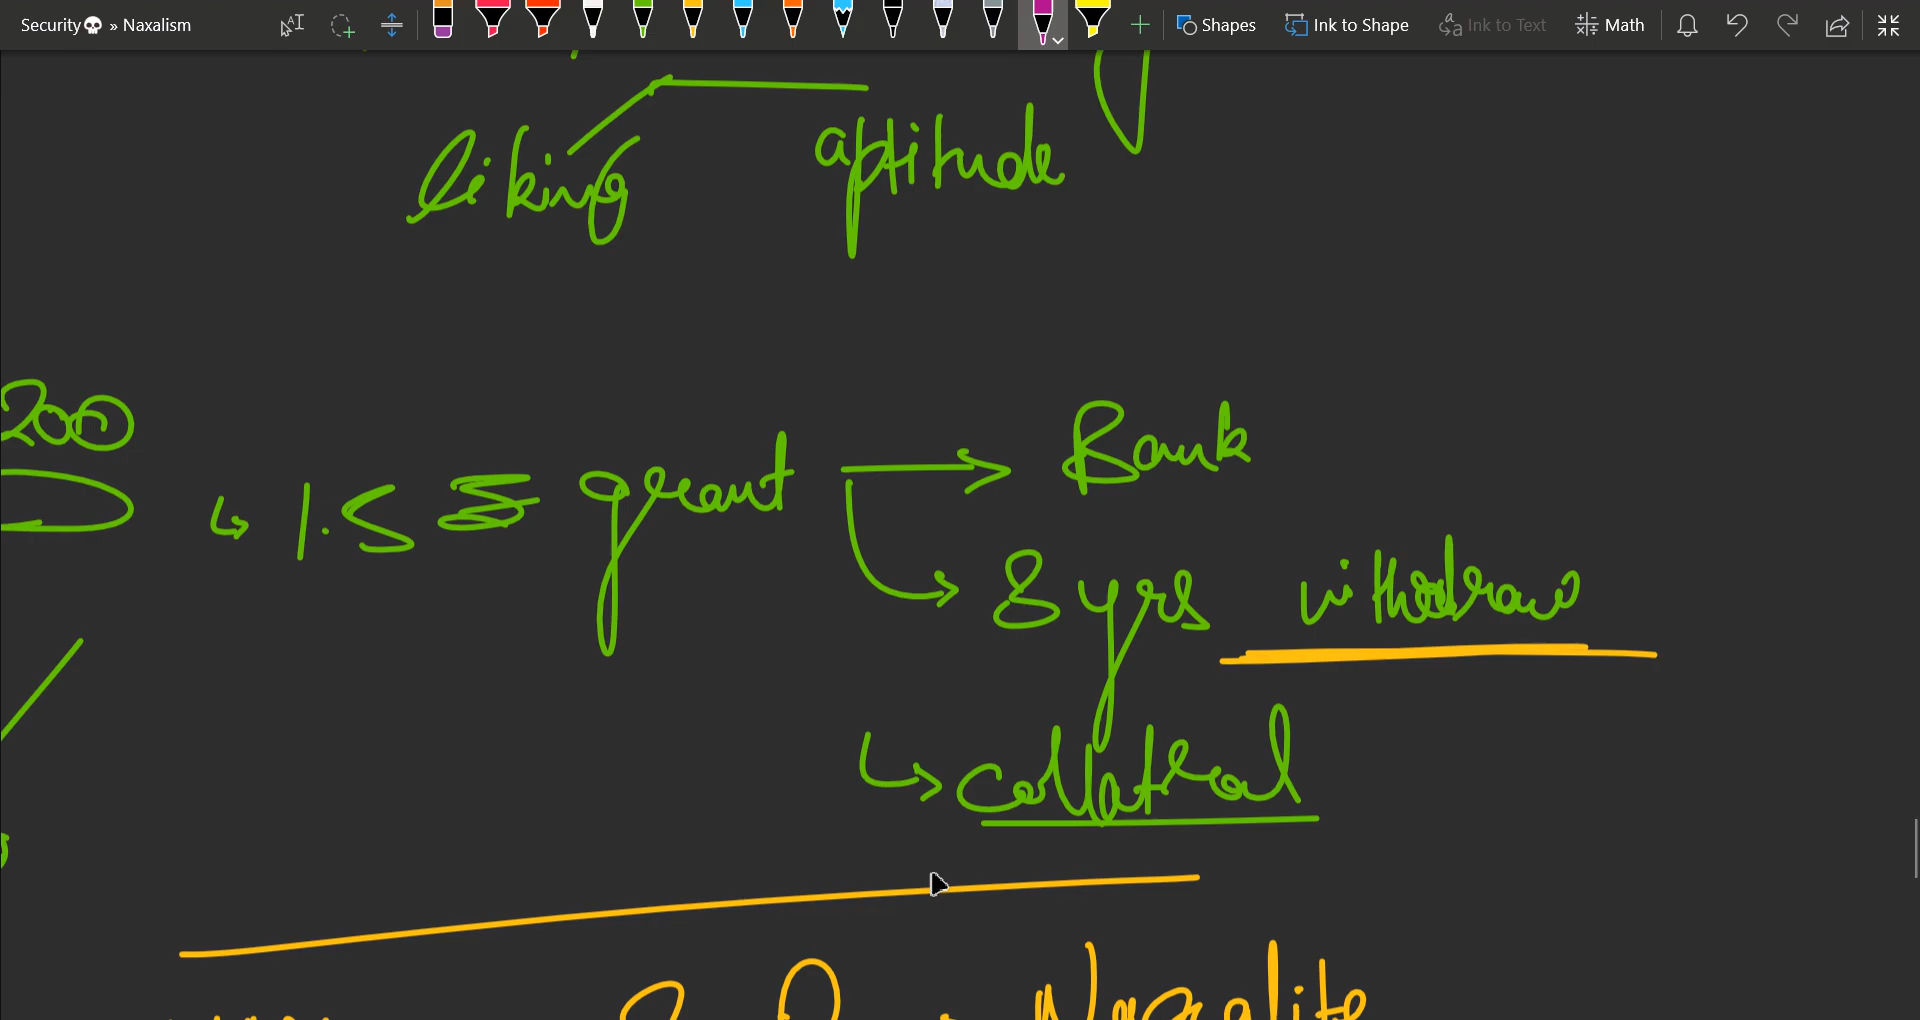 Security💀 » Naxalism Shapes Ink to Shape Ink to Text Math
liking aptitude
200
↳ 1.5 grant → Bank
→ 8 yrs withdraw
↳ collateral
Naxalite